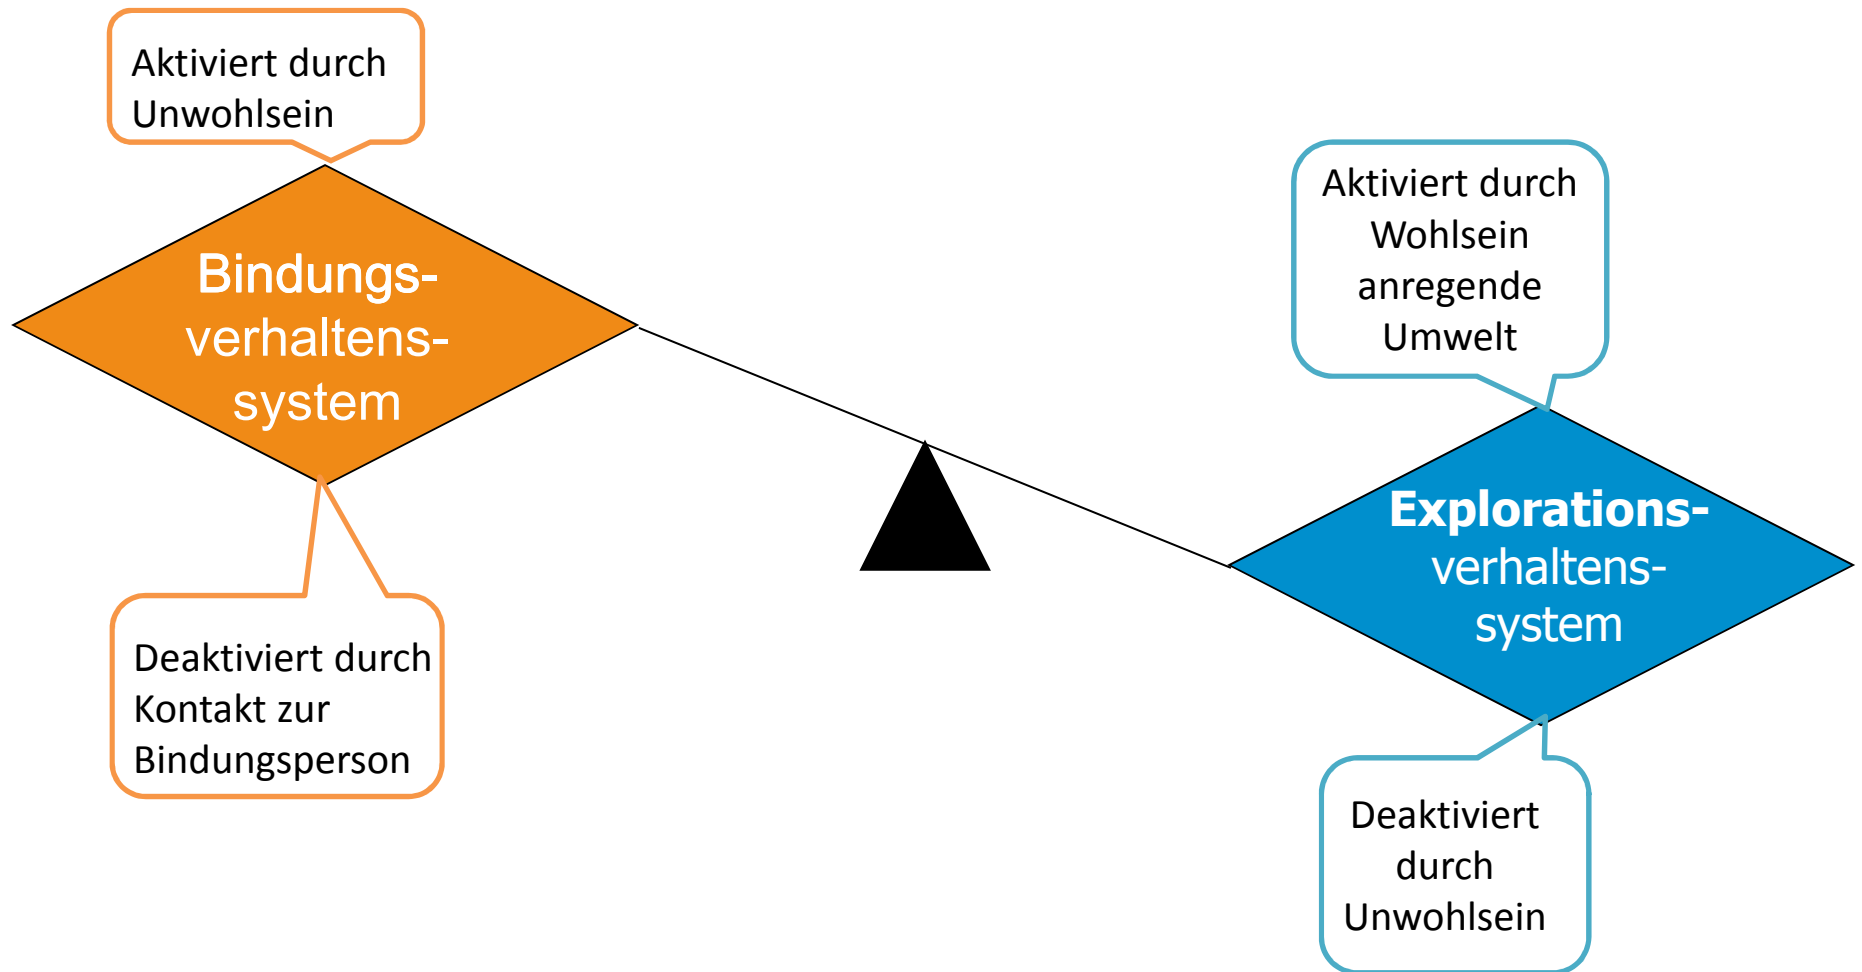 Aktiviert durch
Unwohlsein
Bindungs-
verhaltens-
system
Deaktiviert durch
Kontakt zur
Bindungsperson
Aktiviert durch
Wohlsein
anregende
Umwelt
Explorations-
verhaltens-
system
Deaktiviert
durch
Unwohlsein